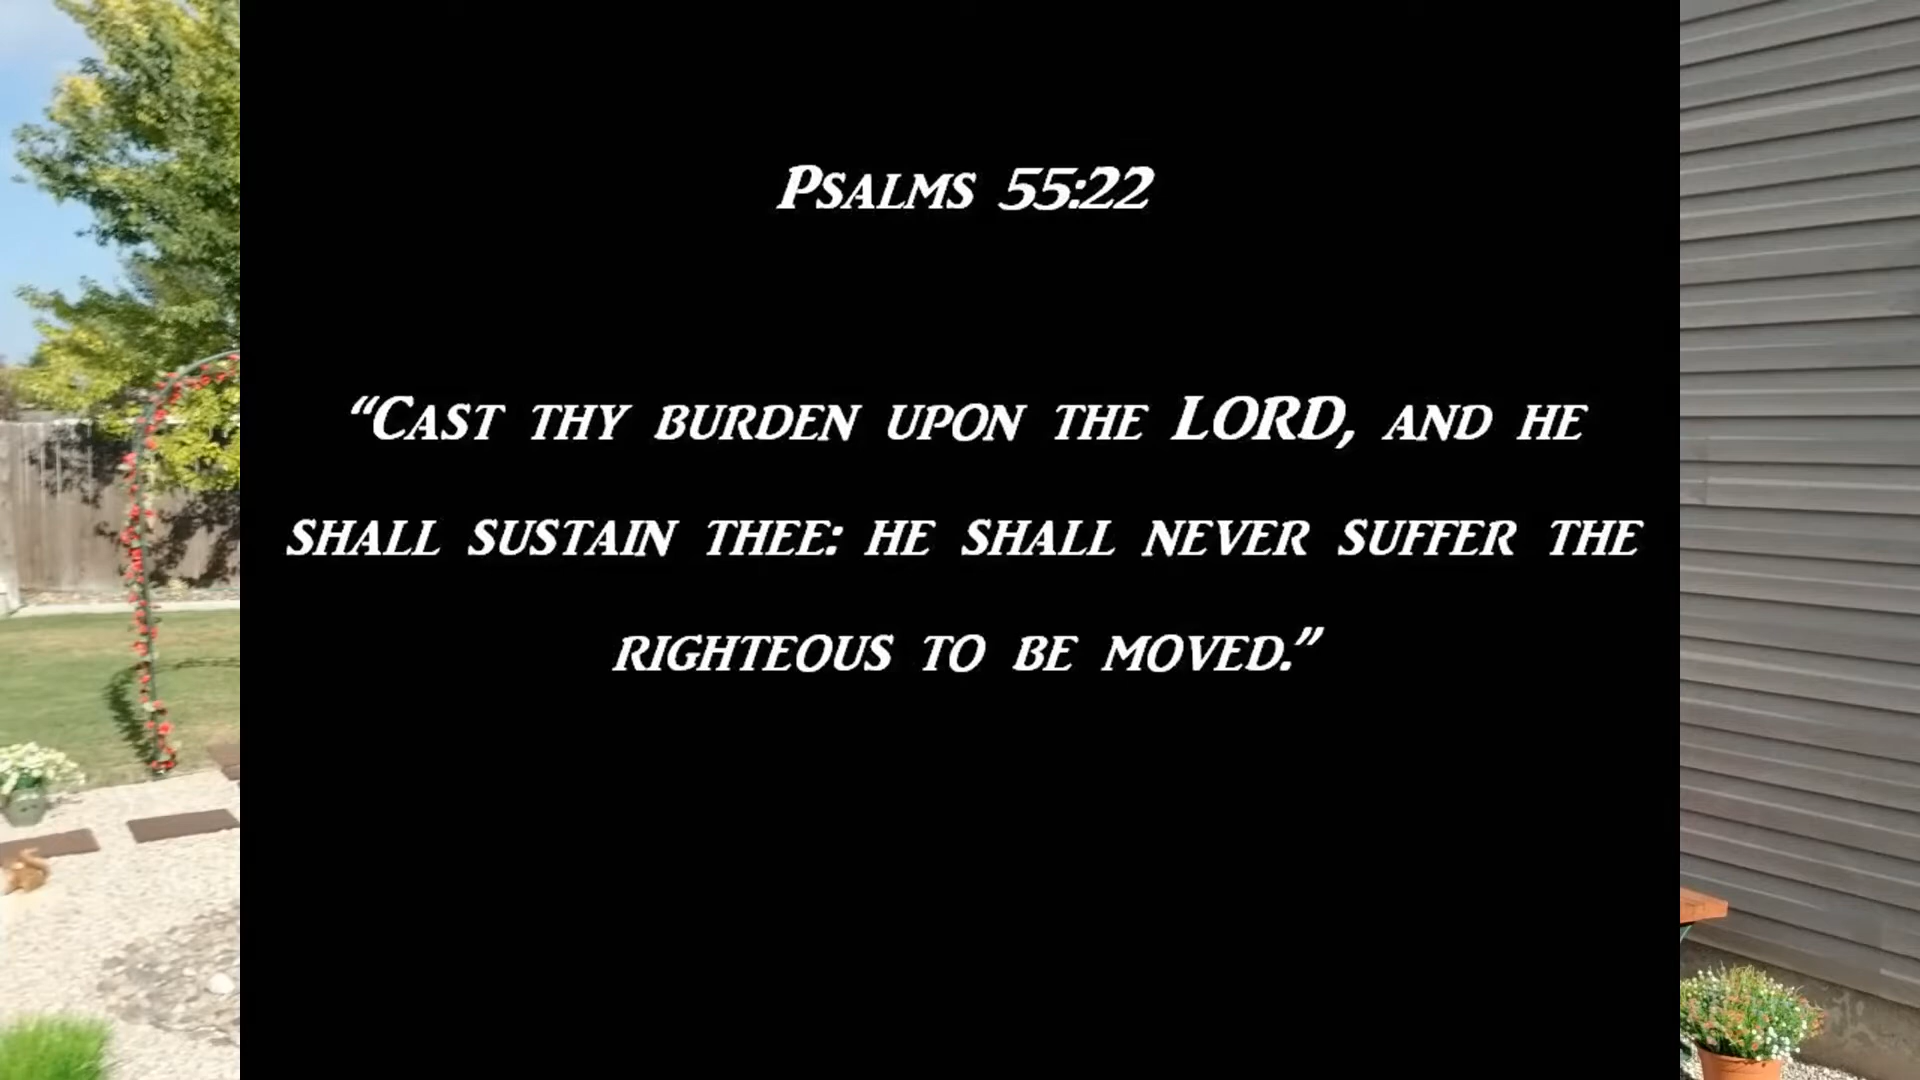 Psalms 55:22
“Cast thy burden upon the LORD, and he
shall sustain thee: he shall never suffer the
righteous to be moved.”